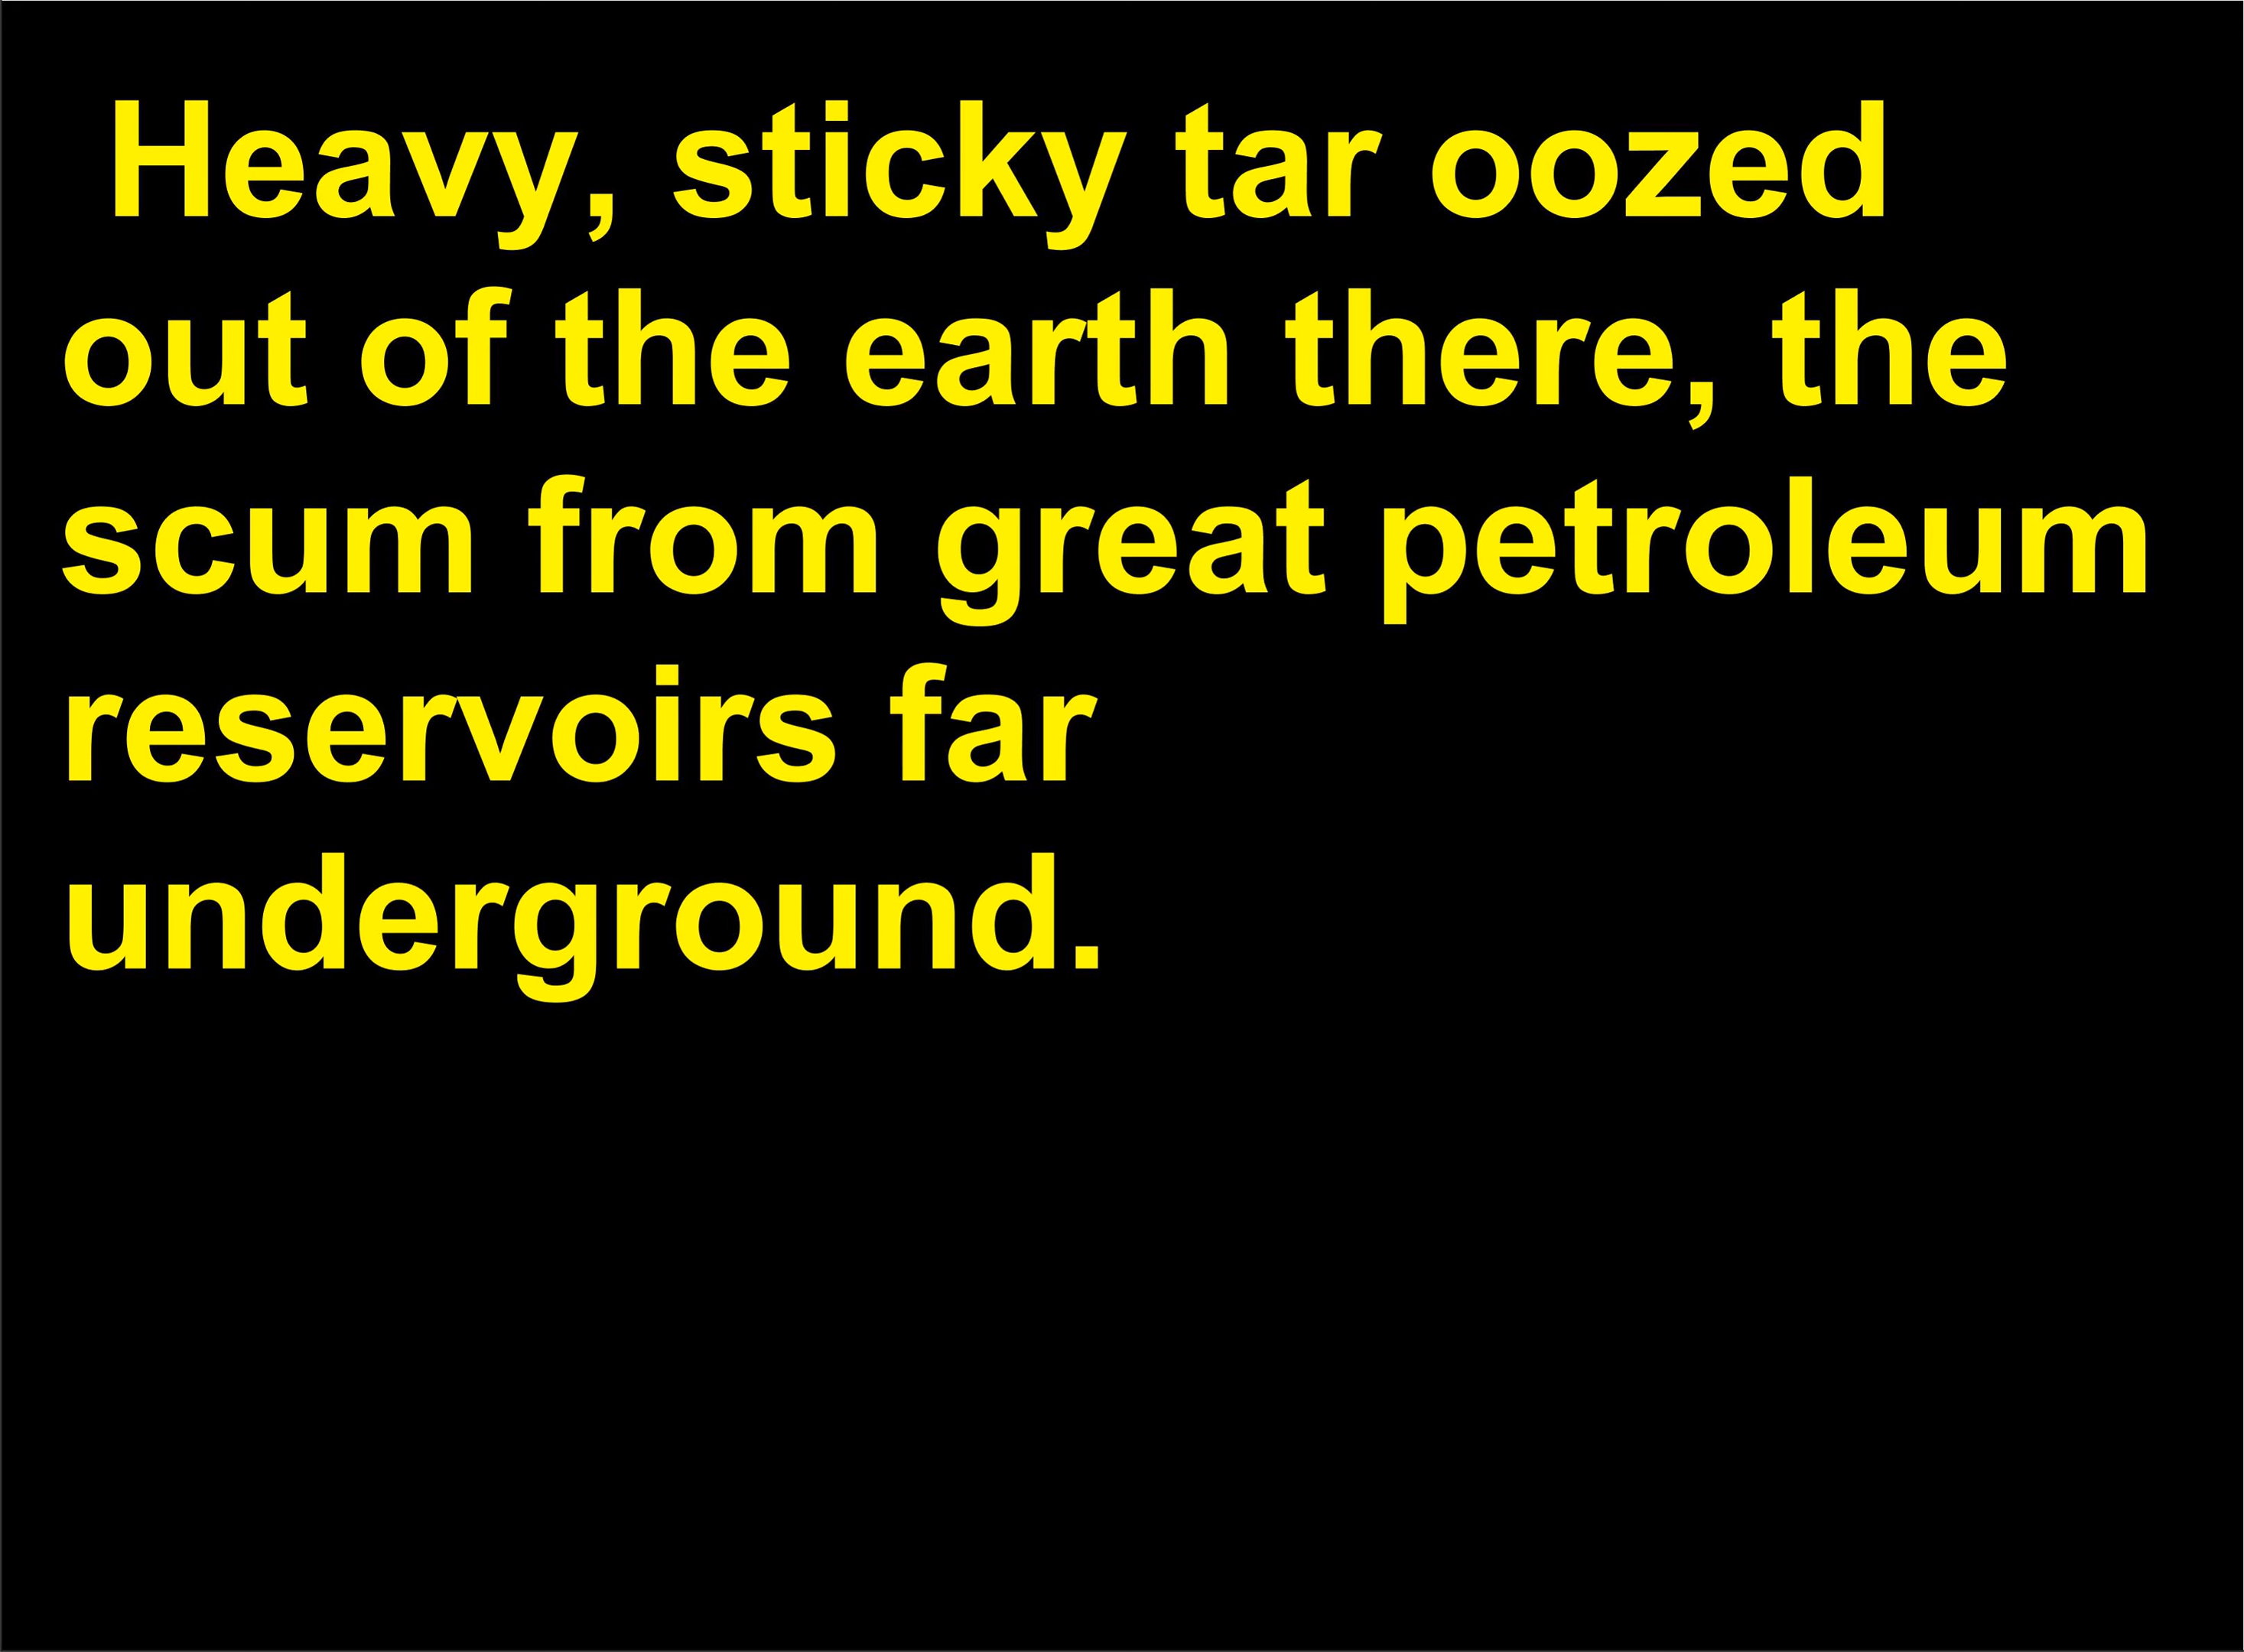 Heavy, sticky tar oozed
out of the earth there, the
scum from great petroleum
reservoirs far
underground.